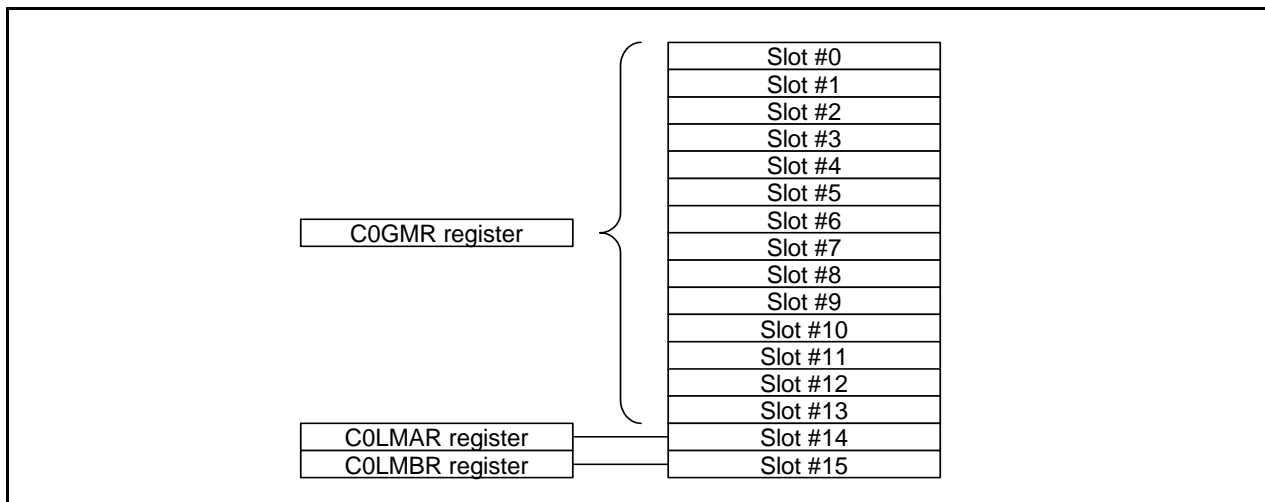 Slot #0
Slot #1
Slot #2
Slot #3
Slot #4
Slot #5
Slot #6
C0GMR register
Slot #7
Slot #8
Slot #9
Slot #10
Slot #11
Slot #12
Slot #13
C0LMAR register
Slot #14
C0LMBR register
Slot #15